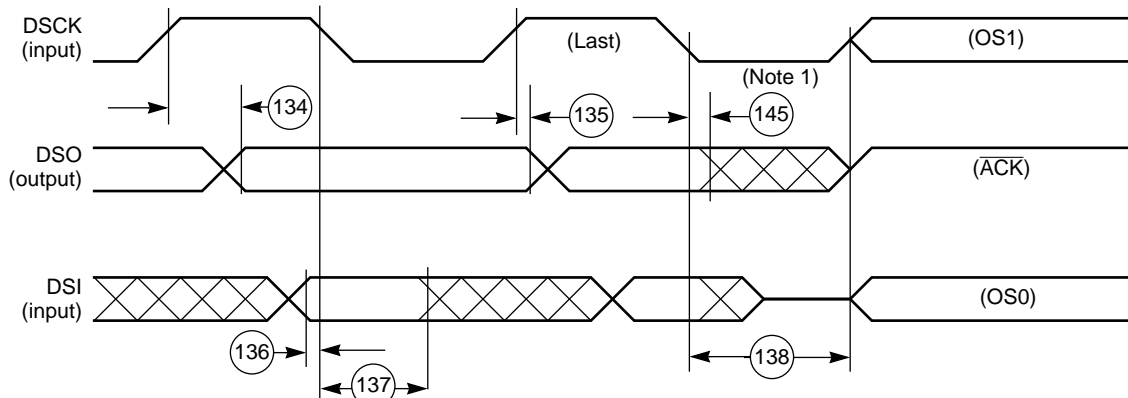 DSCK
(input)
(Last)
(OS1)
(Note 1)
134
135
145
DSO
(output)
(ACK)
DSI
(input)
(OS0)
136
137
138